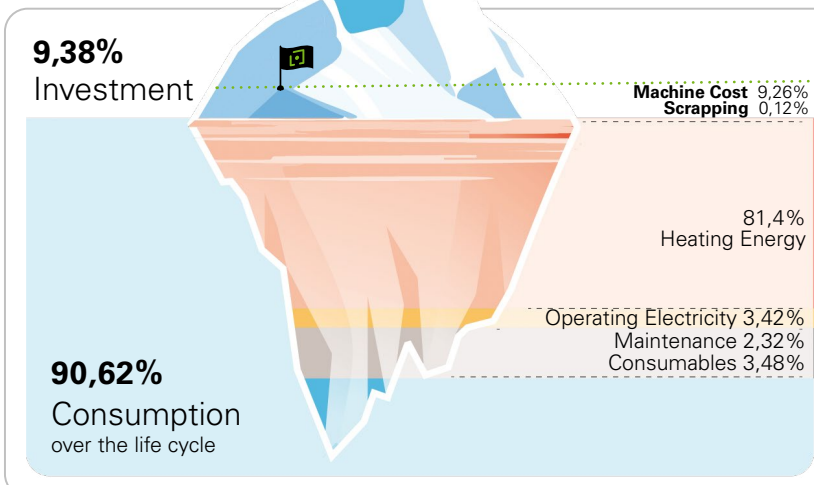 9,38%
Investment
Machine Cost 9,26%
Scrapping 0,12%
81,4%
Heating Energy
Operating Electricity 3,42%
Maintenance 2,32%
Consumables 3,48%
90,62%
Consumption
over the life cycle